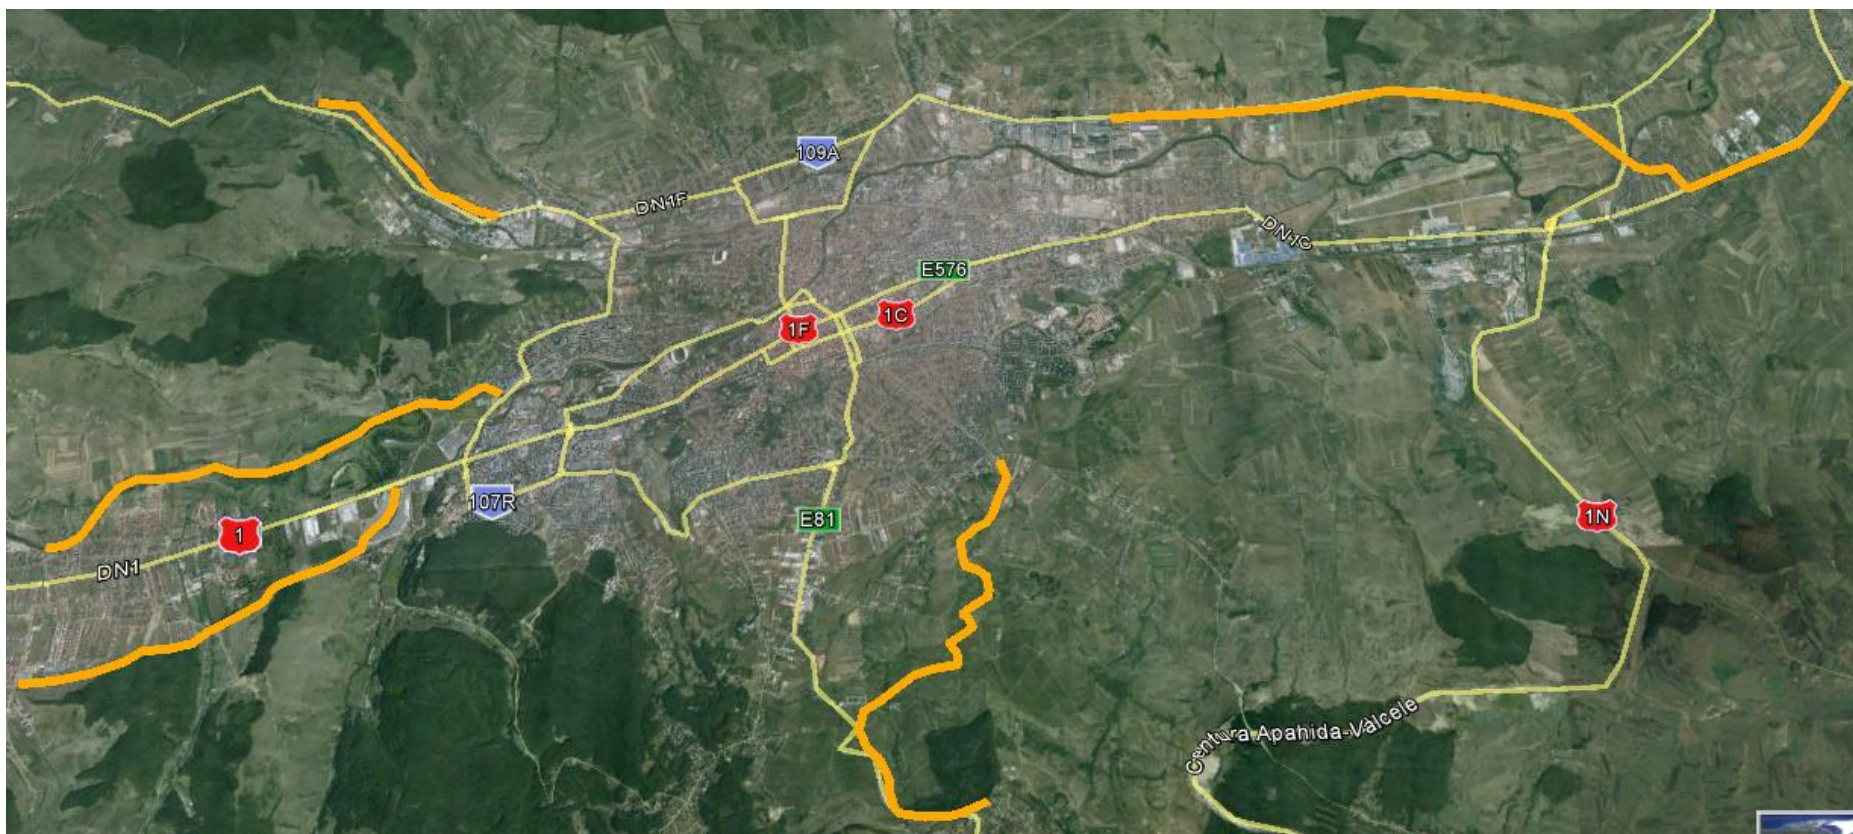 109A
DN1F
DN1C
E576
1C
1F
107R
1
DN1
E81
1N
Centura Apahida-Valcele